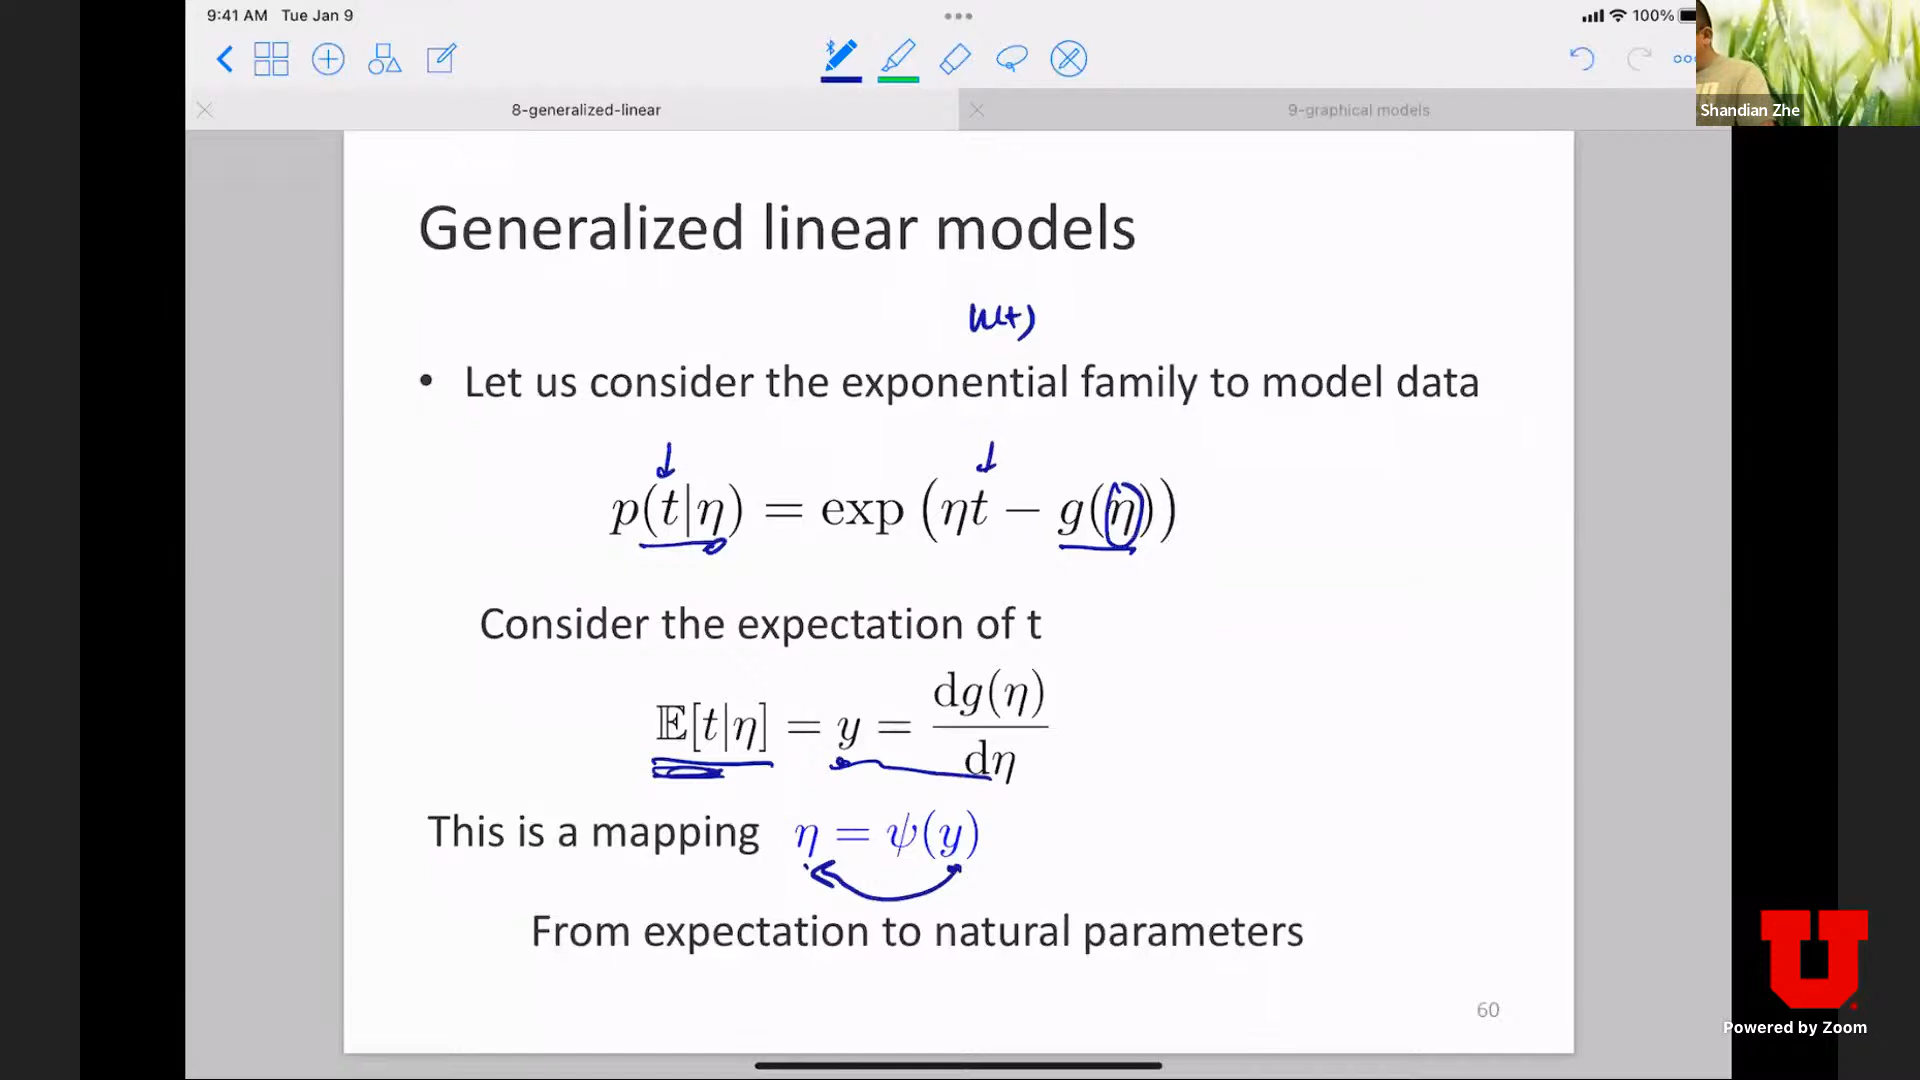 9:41 AM Tue Jan 9
100%
8-generalized-linear
9-graphical models
Shandian Zhe
Generalized linear models
h(t)
• Let us consider the exponential family to model data
p(t|η) = exp (ηt − g(η))
Consider the expectation of t
𝔼[t|η] = y = dg(η)/dη
This is a mapping η = ψ(y)
From expectation to natural parameters
60
U
Powered by Zoom